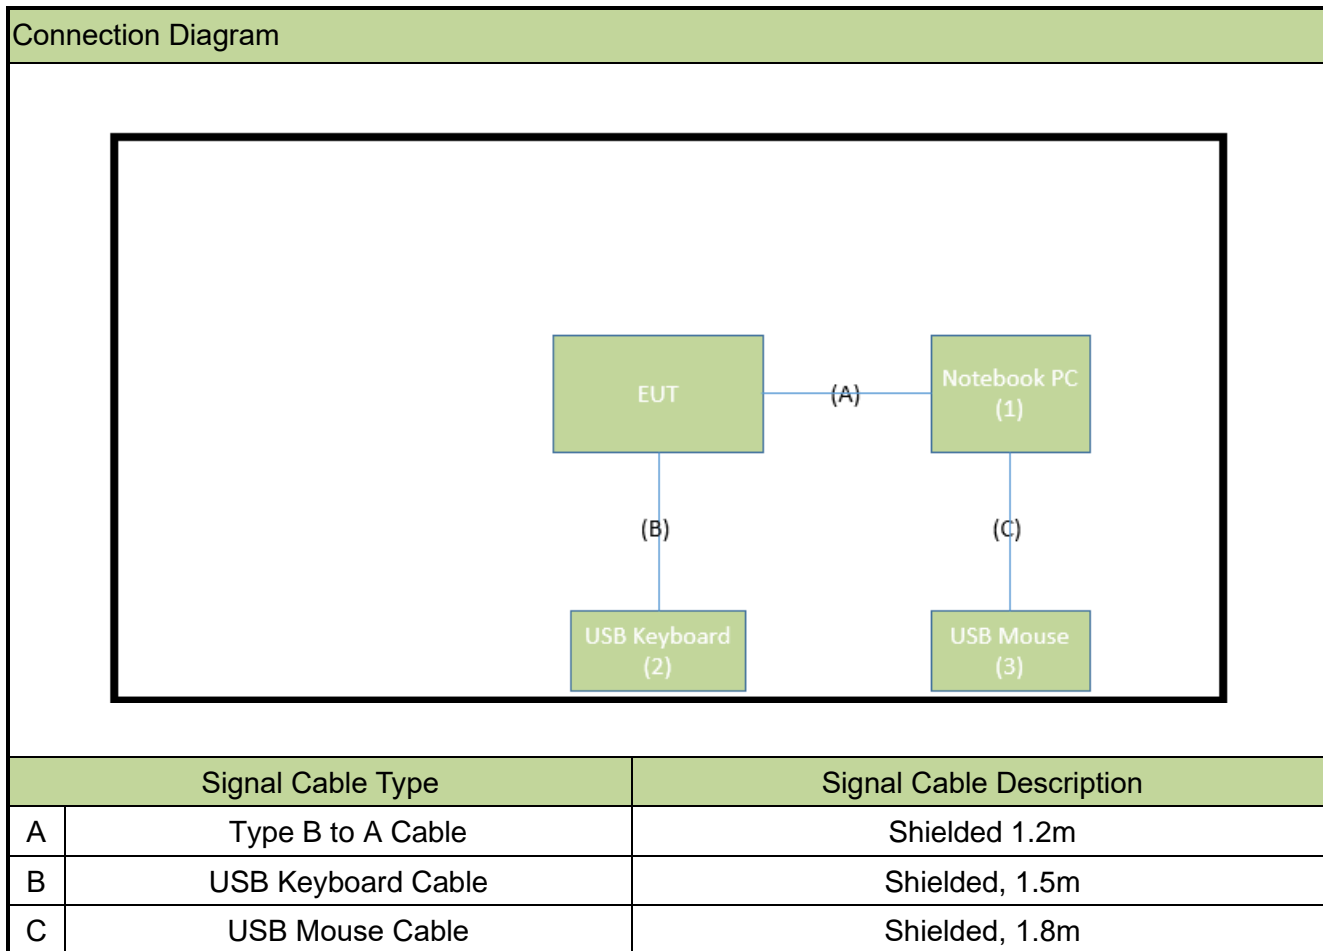 Connection Diagram
EUT
(A)
Notebook PC
(1)
(B)
(C)
USB Keyboard
(2)
USB Mouse
(3)
Signal Cable Type Signal Cable Description
A Type B to A Cable Shielded 1.2m
B USB Keyboard Cable Shielded, 1.5m
C USB Mouse Cable Shielded, 1.8m